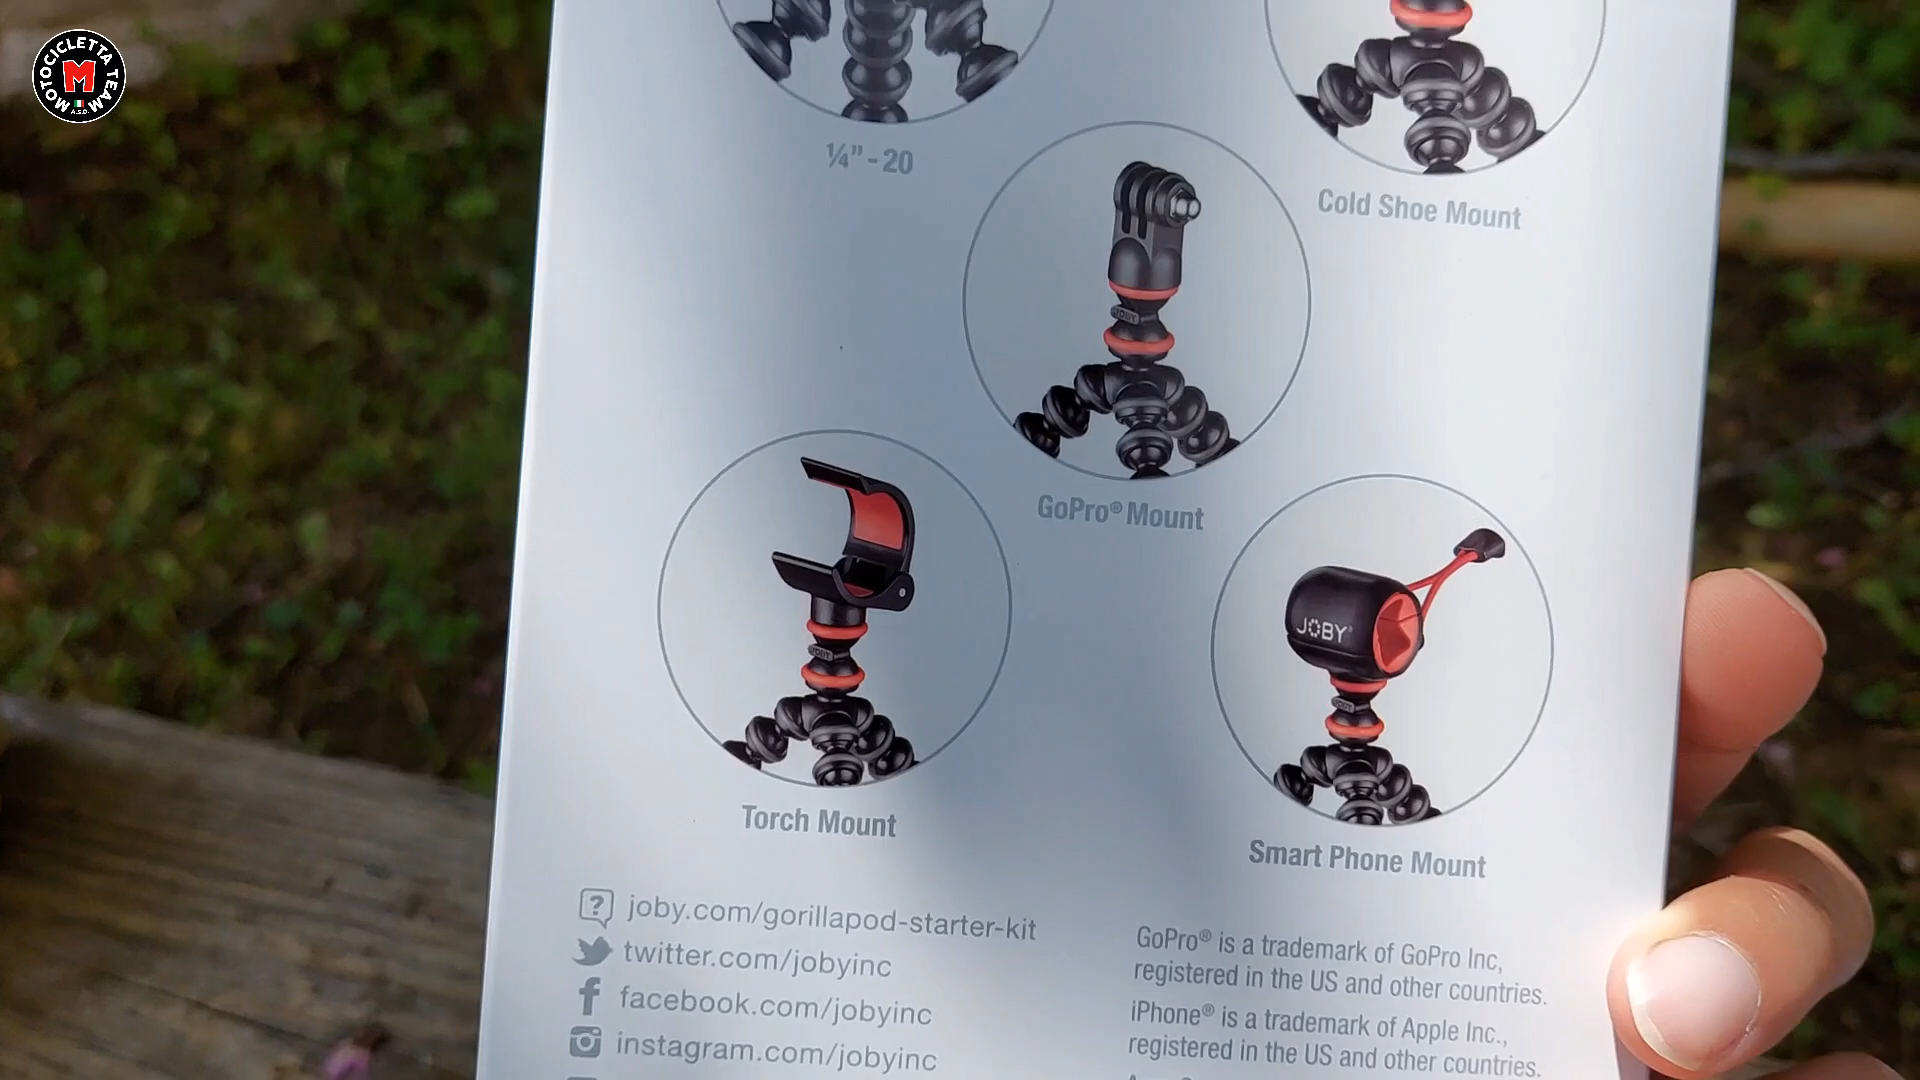 MOTOCICLETTA TEAM
M
A.S.D.
¼” - 20
Cold Shoe Mount
JOBY
GoPro® Mount
JOBY
Torch Mount
JOBY®
JOBY
Smart Phone Mount
joby.com/gorillapod-starter-kit
twitter.com/jobyinc
facebook.com/jobyinc
instagram.com/jobyinc
GoPro® is a trademark of GoPro Inc,
registered in the US and other countries.
iPhone® is a trademark of Apple Inc.,
registered in the US and other countries.